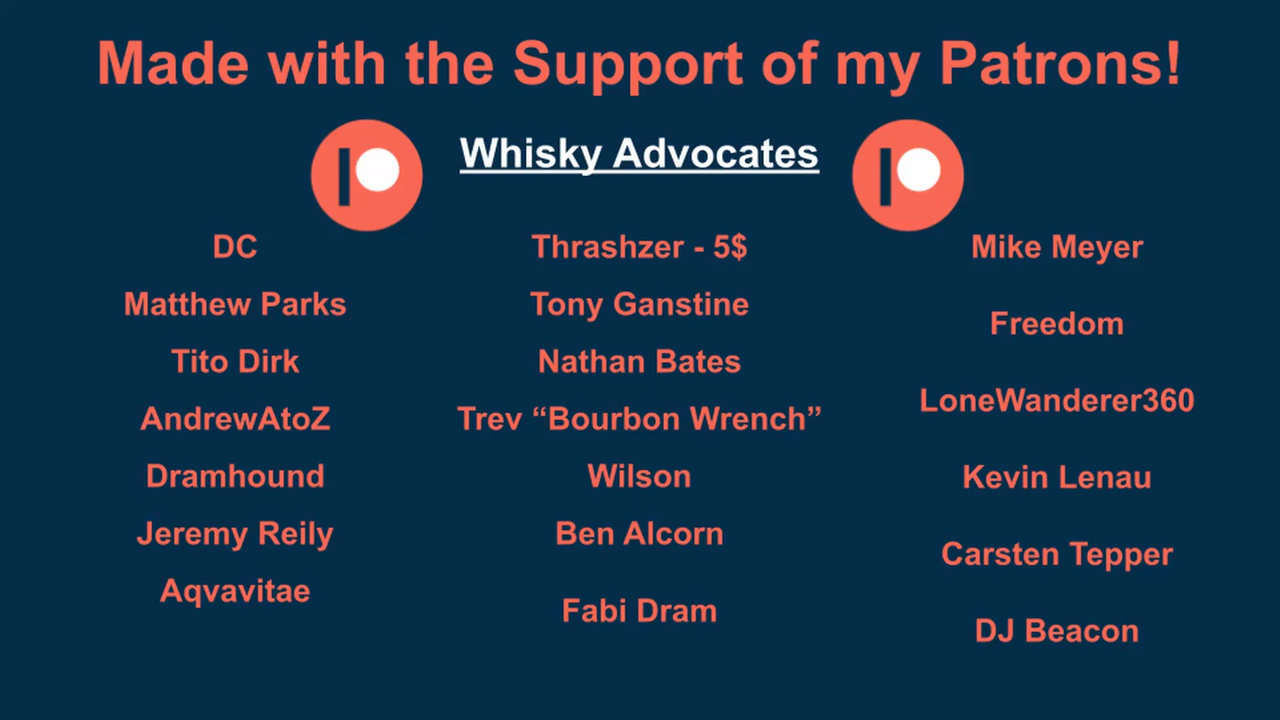 Made with the Support of my Patrons!
Whisky Advocates
DC
Matthew Parks
Tito Dirk
AndrewAtoZ
Dramhound
Jeremy Reily
Aqvavitae
Thrashzer - 5$
Tony Ganstine
Nathan Bates
Trev “Bourbon Wrench”
Wilson
Ben Alcorn
Fabi Dram
Mike Meyer
Freedom
LoneWanderer360
Kevin Lenau
Carsten Tepper
DJ Beacon